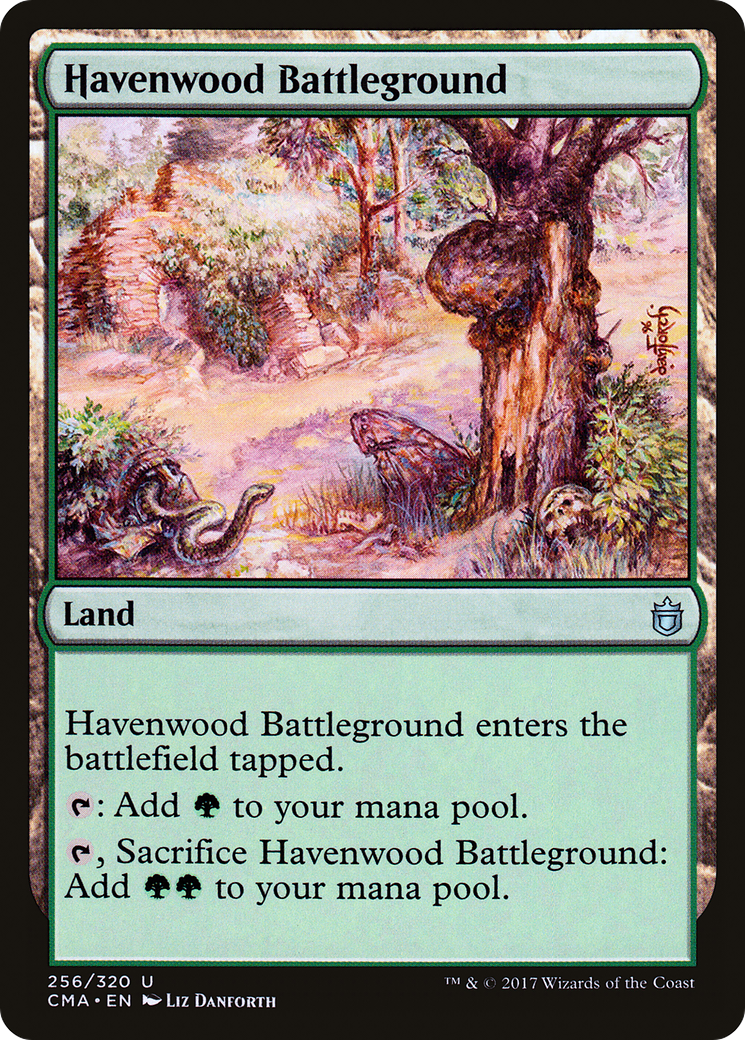 Havenwood Battleground
Land
Havenwood Battleground enters the
battlefield tapped.
: Add to your mana pool.
, Sacrifice Havenwood Battleground:
Add to your mana pool.
256/320 U
™ & © 2017 Wizards of the Coast
CMA • EN Liz Danforth